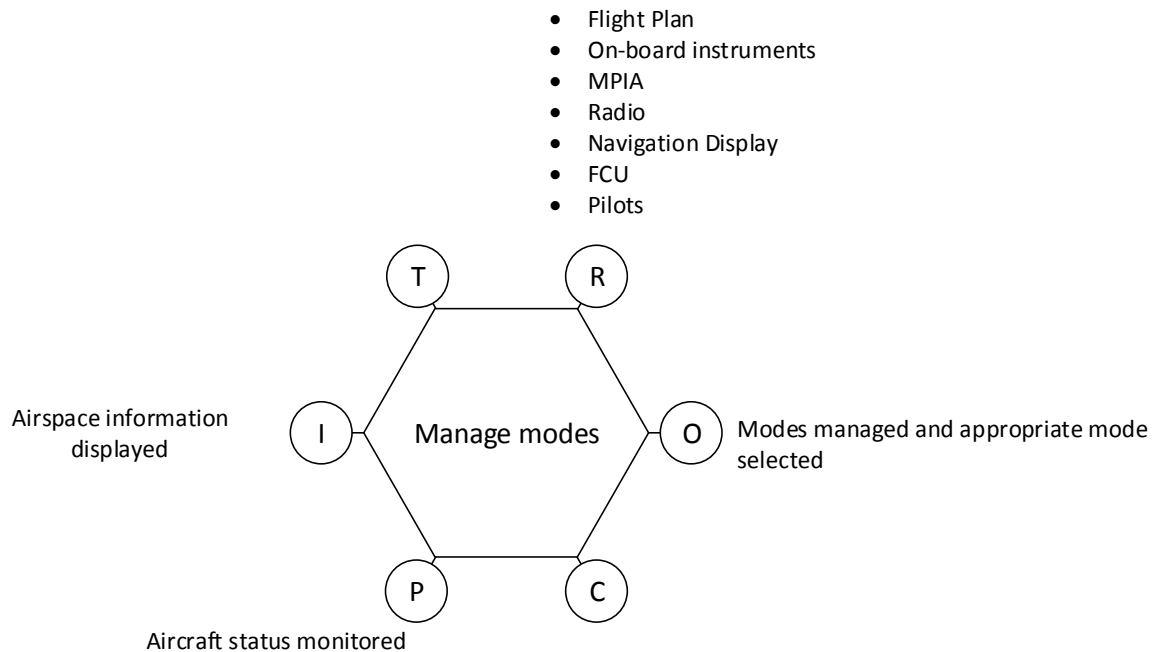 • Flight Plan
• On-board instruments
• MPIA
• Radio
• Navigation Display
• FCU
• Pilots
T
R
Airspace information
displayed
I
Manage modes
O
Modes managed and appropriate mode
selected
P
C
Aircraft status monitored